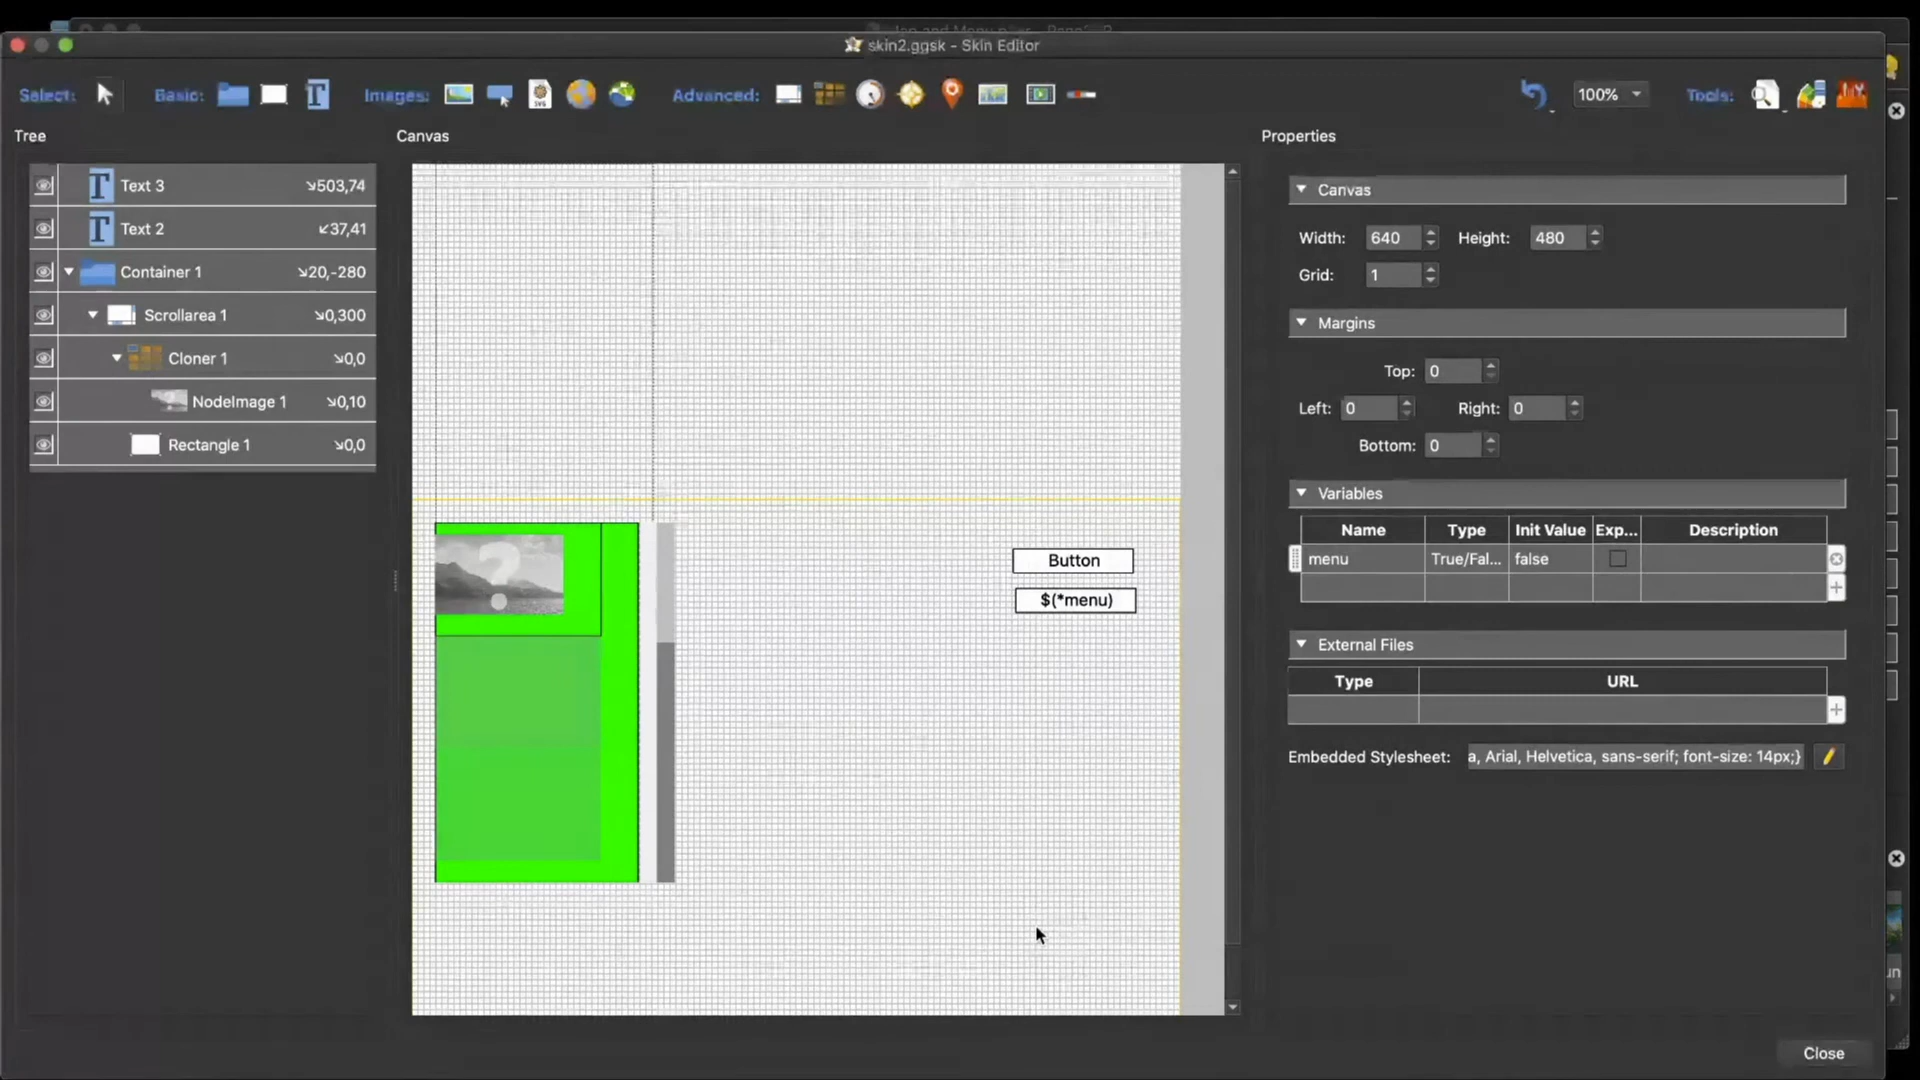 skin2.ggsk - Skin Editor
Select:
Basic:
Images:
SVG
Advanced:
100%
Tools:
Tree
Canvas
Properties
Text 3
↘503,74
Text 2
↙37,41
Container 1
↘20,-280
Scrollarea 1
↘0,300
Cloner 1
↘0,0
NodeImage 1
↘0,10
Rectangle 1
↘0,0
?
Button
$(*menu)
Canvas
Width: 640 Height: 480
Grid: 1
Margins
Top: 0
Left: 0 Right: 0
Bottom: 0
Variables
Name Type Init Value Exp... Description
menu True/Fal... false
External Files
Type URL
Embedded Stylesheet: a, Arial, Helvetica, sans-serif; font-size: 14px;}
Close